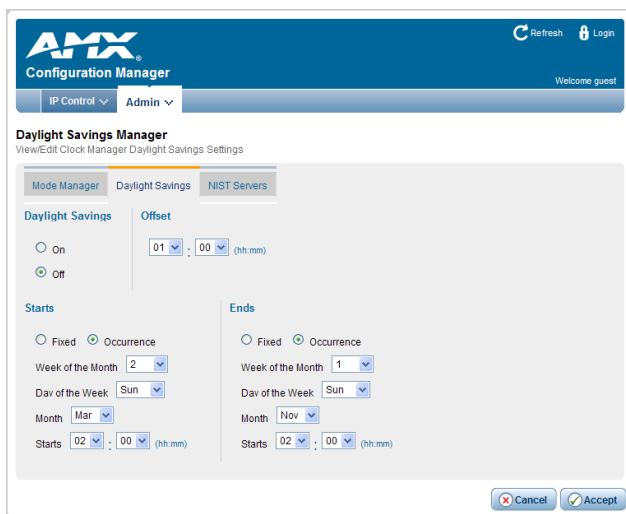 AMX®
Refresh Login
Configuration Manager
Welcome guest
IP Control Admin
Daylight Savings Manager
View/Edit Clock Manager Daylight Savings Settings
Mode Manager Daylight Savings NIST Servers
Daylight Savings Offset
On 01 : 00 (hh:mm)
Off
Starts Ends
Fixed Occurrence Fixed Occurrence
Week of the Month 2 Week of the Month 1
Day of the Week Sun Day of the Week Sun
Month Mar Month Nov
Starts 02 : 00 (hh:mm) Starts 02 : 00 (hh:mm)
Cancel Accept